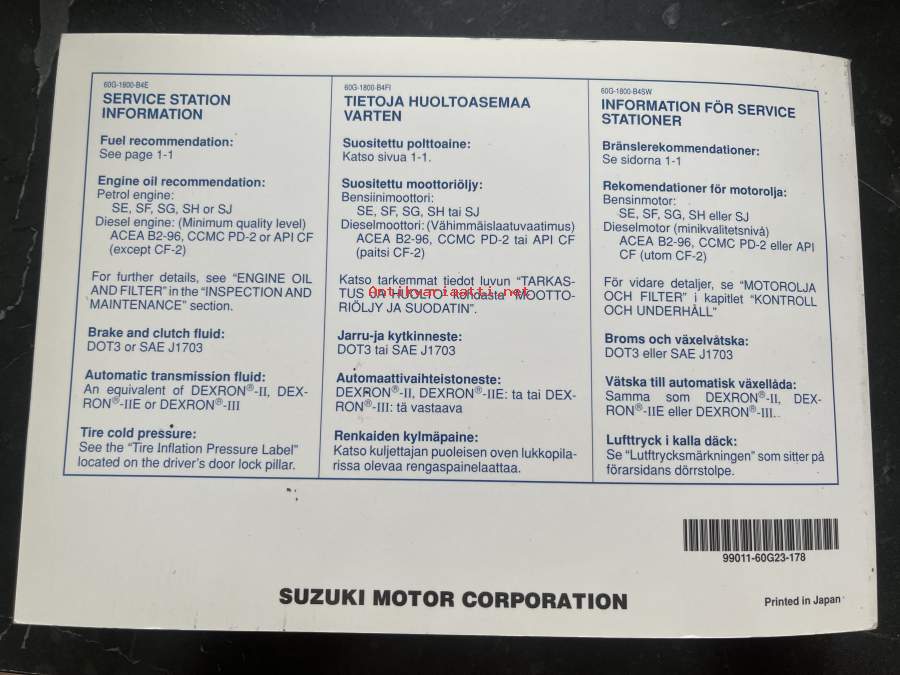 60G-1800-B4E
SERVICE STATION
INFORMATION
Fuel recommendation:
See page 1-1
Engine oil recommendation:
Petrol engine:
SE, SF, SG, SH or SJ
Diesel engine: (Minimum quality level)
ACEA B2-96, CCMC PD-2 or API CF
(except CF-2)
For further details, see “ENGINE OIL
AND FILTER” in the “INSPECTION AND
MAINTENANCE” section.
Brake and clutch fluid:
DOT3 or SAE J1703
Automatic transmission fluid:
An equivalent of DEXRON®-II, DEX-
RON®-IIE or DEXRON®-III
Tire cold pressure:
See the “Tire Inflation Pressure Label”
located on the driver’s door lock pillar.
60G-1800-B4FI
TIETOJA HUOLTOASEMAA
VARTEN
Suositettu polttoaine:
Katso sivua 1-1.
Suositettu moottoriöljy:
Bensiinimoottori:
SE, SF, SG, SH tai SJ
Dieselmoottori: (Vähimmäislaatuvaatimus)
ACEA B2-96, CCMC PD-2 tai API CF
(paitsi CF-2)
Katso tarkemmat tiedot luvun “TARKAS-
TUS JA HUOLTO” kohdasta “MOOTTO-
RIÖLJY JA SUODATIN”.
Antikvariaatti.net
Jarru-ja kytkinneste:
DOT3 tai SAE J1703
Automaattivaihteistoneste:
DEXRON®-II, DEXRON®-IIE: ta tai DEX-
RON®-III: tä vastaava
Renkaiden kylmäpaine:
Katso kuljettajan puoleisen oven lukkopila-
rissa olevaa rengaspainelaattaa.
60G-1800-B4SW
INFORMATION FÖR SERVICE
STATIONER
Bränslerekommendationer:
Se sidorna 1-1
Rekomendationer för motorolja:
Bensinmotor:
SE, SF, SG, SH eller SJ
Dieselmotor (minikvalitetsnivå)
ACEA B2-96, CCMC PD-2 eller API
CF (utom CF-2)
För vidare detaljer, se “MOTOROLJA
OCH FILTER” i kapitlet “KONTROLL
OCH UNDERHÅLL”
Broms och växelvåtska:
DOT3 eller SAE J1703
Våtska till automatisk växellåda:
Samma som DEXRON®-II, DEX-
RON®-IIE eller DEXRON®-III.
Lufttryck i kalla däck:
Se “Lufttrycksmärkningen” som sitter på
förarsidans dörrstolpe.
99011-60G23-178
SUZUKI MOTOR CORPORATION
Printed in Japan